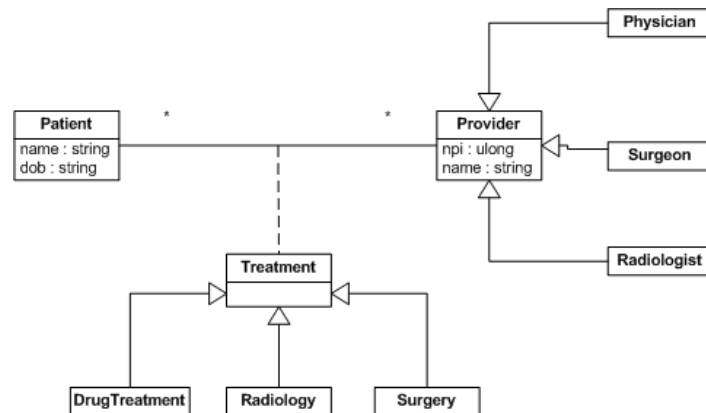 Physician
*
*
Patient
name : string
dob : string
Provider
npi : ulong
name : string
Surgeon
Treatment
Radiologist
DrugTreatment
Radiology
Surgery